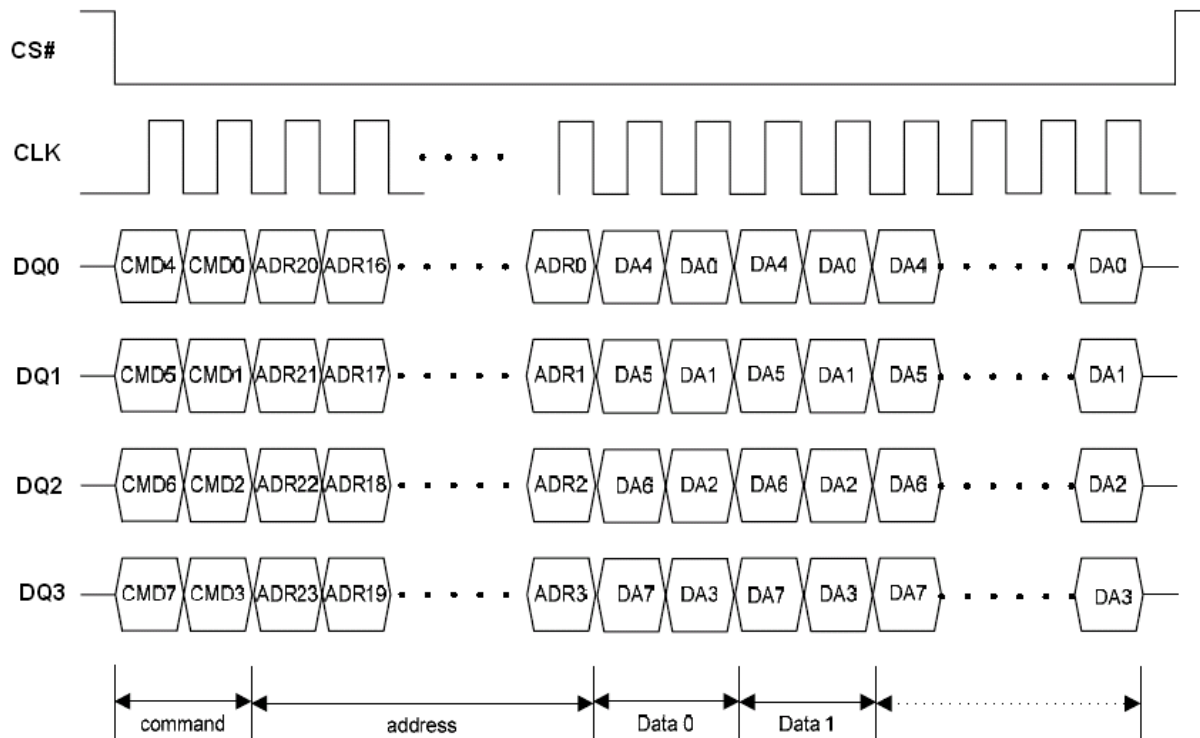 CS#
CLK
DQ0 CMD4 CMD0 ADR20 ADR16 ADR0 DA4 DA0 DA4 DA0 DA4 DA0
DQ1 CMD5 CMD1 ADR21 ADR17 ADR1 DA5 DA1 DA5 DA1 DA5 DA1
DQ2 CMD6 CMD2 ADR22 ADR18 ADR2 DA6 DA2 DA6 DA2 DA6 DA2
DQ3 CMD7 CMD3 ADR23 ADR19 ADR3 DA7 DA3 DA7 DA3 DA7 DA3
command address Data 0 Data 1